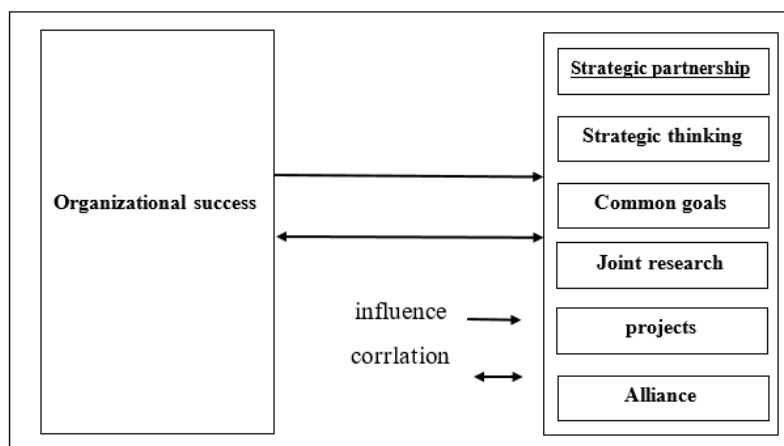 Organizational success
Strategic partnership
Strategic thinking
Common goals
Joint research
projects
Alliance
influence
corrlation